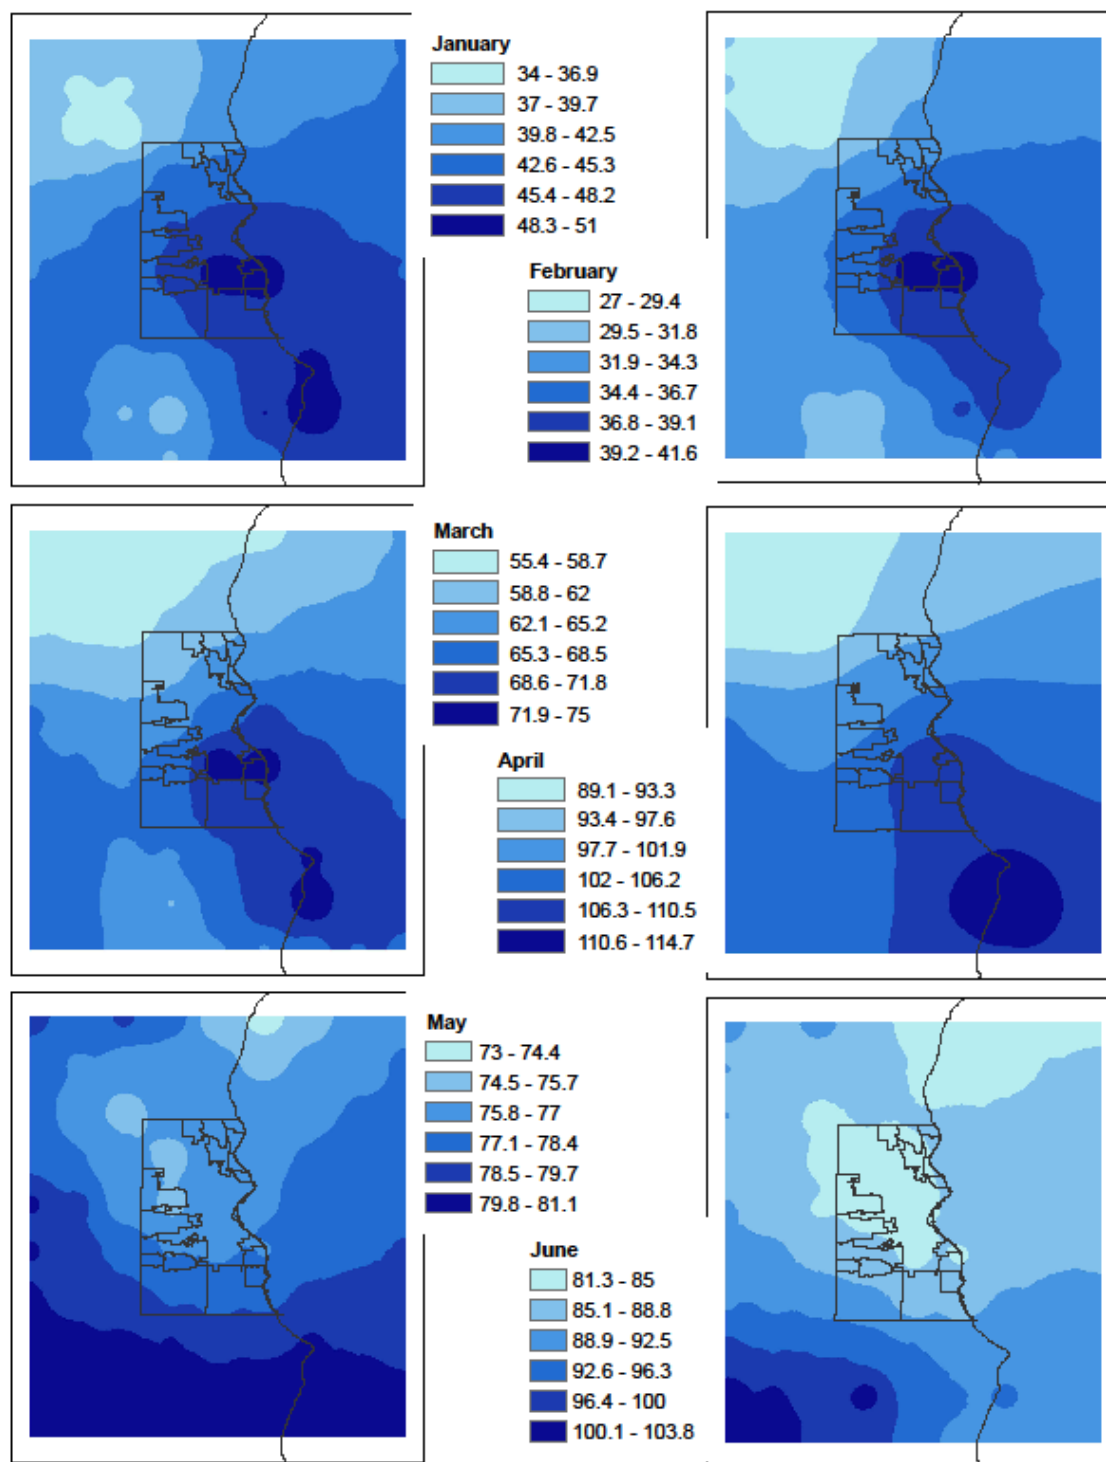 January
34 - 36.9
37 - 39.7
39.8 - 42.5
42.6 - 45.3
45.4 - 48.2
48.3 - 51
February
27 - 29.4
29.5 - 31.8
31.9 - 34.3
34.4 - 36.7
36.8 - 39.1
39.2 - 41.6
March
55.4 - 58.7
58.8 - 62
62.1 - 65.2
65.3 - 68.5
68.6 - 71.8
71.9 - 75
April
89.1 - 93.3
93.4 - 97.6
97.7 - 101.9
102 - 106.2
106.3 - 110.5
110.6 - 114.7
May
73 - 74.4
74.5 - 75.7
75.8 - 77
77.1 - 78.4
78.5 - 79.7
79.8 - 81.1
June
81.3 - 85
85.1 - 88.8
88.9 - 92.5
92.6 - 96.3
96.4 - 100
100.1 - 103.8